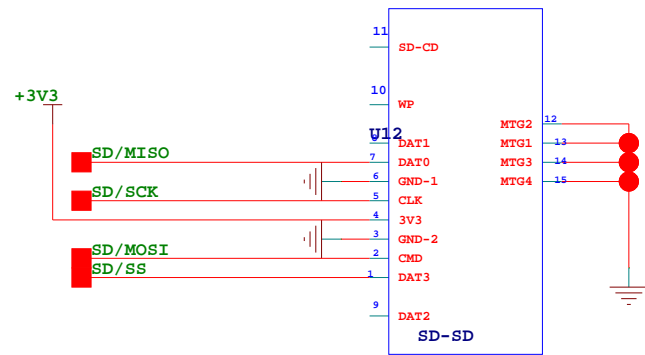 11
SD-CD
+3V3
10
WP
MTG2
12
U12
8
DAT1
MTG1
13
SD/MISO
7
DAT0
MTG3
14
6
GND-1
MTG4
15
SD/SCK
5
CLK
4
3V3
3
GND-2
SD/MOSI
2
CMD
SD/SS
1
DAT3
9
DAT2
SD-SD